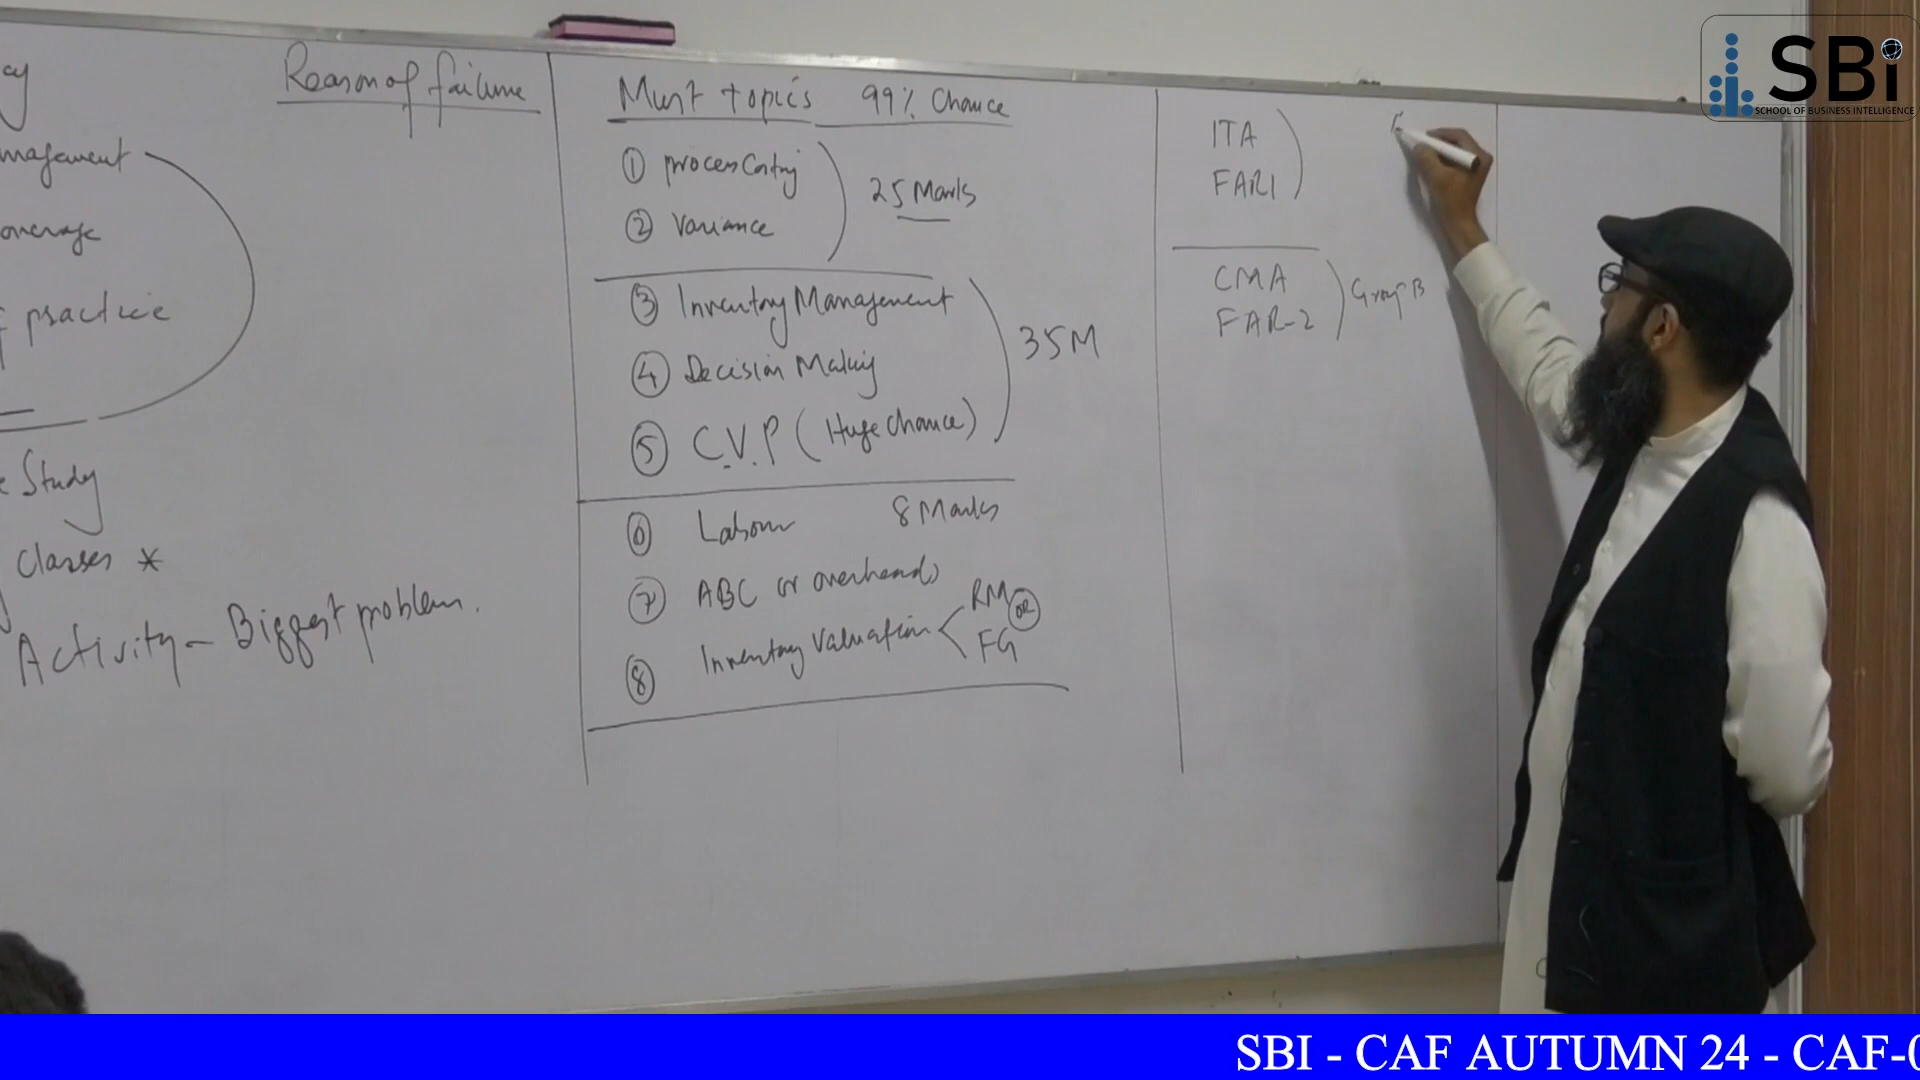 Reason of failure
management
practice
Study
Classes *
Activity - Biggest problem.
Must topics 99% Chance
① process Costing
② Variance
25 Marks
③ Inventory Management
④ Decision Making
⑤ C.V.P (Huge Chance)
35M
⑥ Labour 8 Marks
⑦ ABC or overheads
⑧ Inventory Valuation < RM OR FG
ITA
FAR1
CMA
FAR-2
Group B
SBi
SCHOOL OF BUSINESS INTELLIGENCE
SBI - CAF AUTUMN 24 - CAF-0